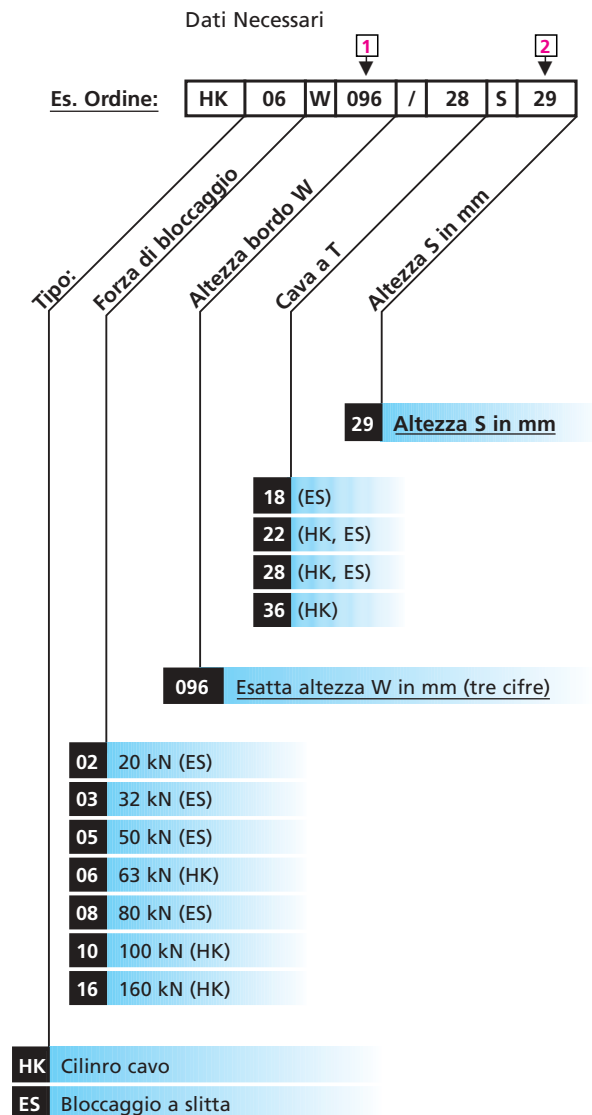 Dati Necessari
1 2
Es. Ordine: HK 06 W 096 / 28 S 29
Tipo:
Forza di bloccaggio
Altezza bordo W
Cava a T
Altezza S in mm
29 Altezza S in mm
18 (ES)
22 (HK, ES)
28 (HK, ES)
36 (HK)
096 Esatta altezza W in mm (tre cifre)
02 20 kN (ES)
03 32 kN (ES)
05 50 kN (ES)
06 63 kN (HK)
08 80 kN (ES)
10 100 kN (HK)
16 160 kN (HK)
HK Cilinro cavo
ES Bloccaggio a slitta